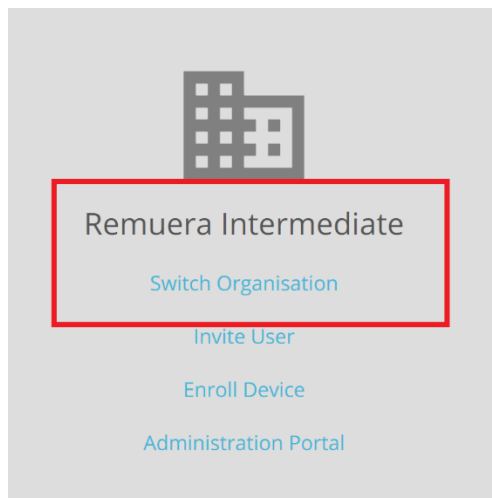 Remuera Intermediate
Switch Organisation
Invite User
Enroll Device
Administration Portal